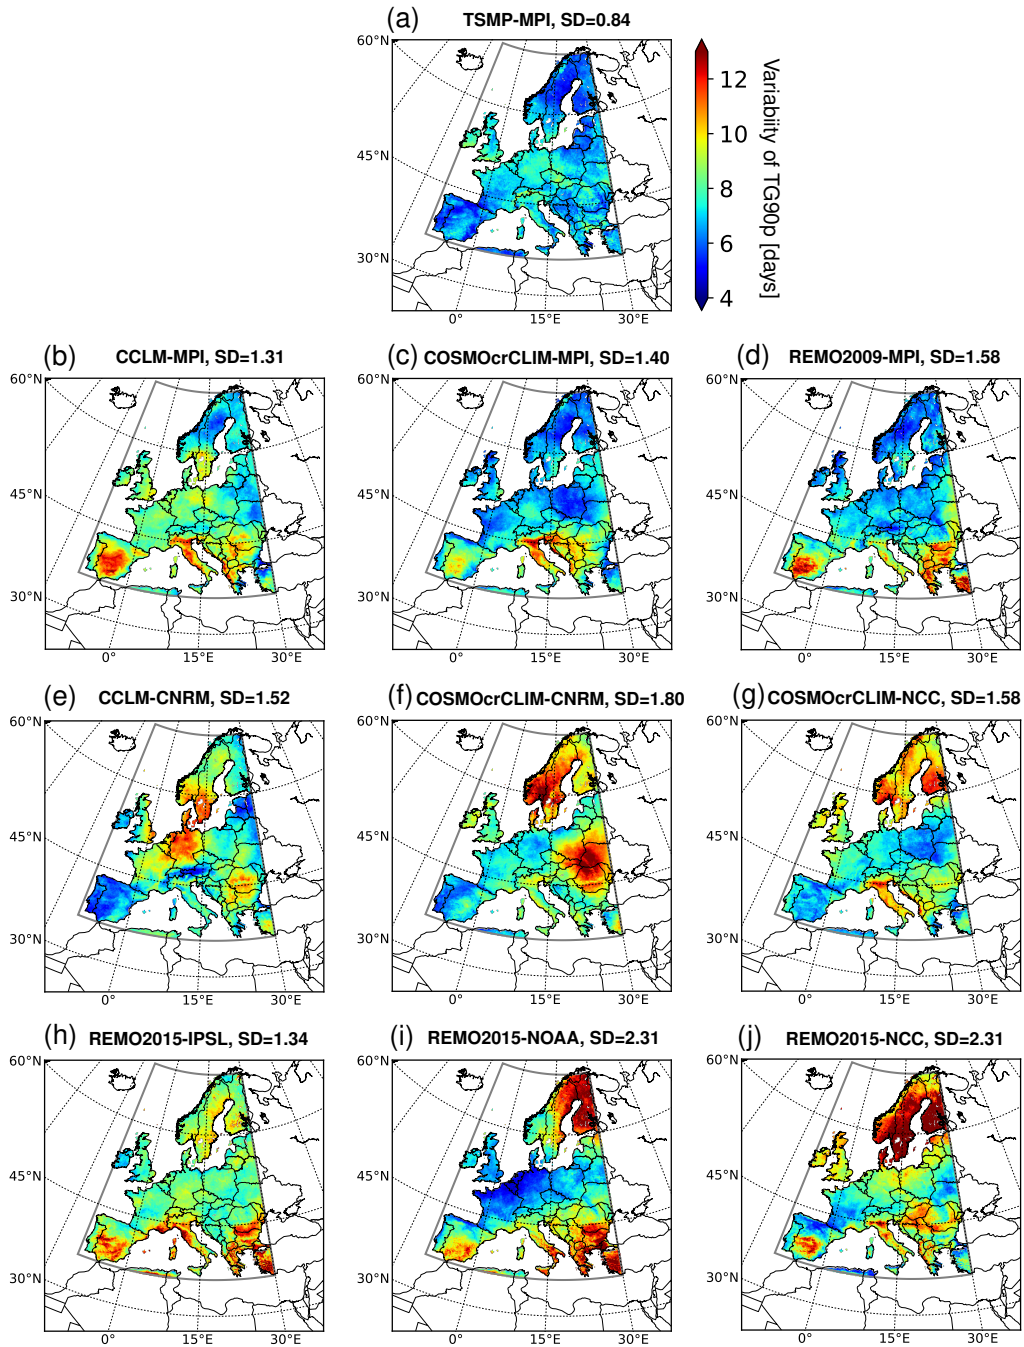 (a) TSMP-MPI, SD=0.84
60°N
45°N
30°N
0° 15°E 30°E
12
10
8
6
4
Variabiity of TG90p [days]
(b) CCLM-MPI, SD=1.31
60°N
45°N
30°N
0° 15°E 30°E
(c) COSMOcrCLIM-MPI, SD=1.40
60°N
45°N
30°N
0° 15°E 30°E
(d) REMO2009-MPI, SD=1.58
60°N
45°N
30°N
0° 15°E 30°E
(e) CCLM-CNRM, SD=1.52
60°N
45°N
30°N
0° 15°E 30°E
(f) COSMOcrCLIM-CNRM, SD=1.80
60°N
45°N
30°N
0° 15°E 30°E
(g) COSMOcrCLIM-NCC, SD=1.58
60°N
45°N
30°N
0° 15°E 30°E
(h) REMO2015-IPSL, SD=1.34
60°N
45°N
30°N
0° 15°E 30°E
(i) REMO2015-NOAA, SD=2.31
60°N
45°N
30°N
0° 15°E 30°E
(j) REMO2015-NCC, SD=2.31
60°N
45°N
30°N
0° 15°E 30°E